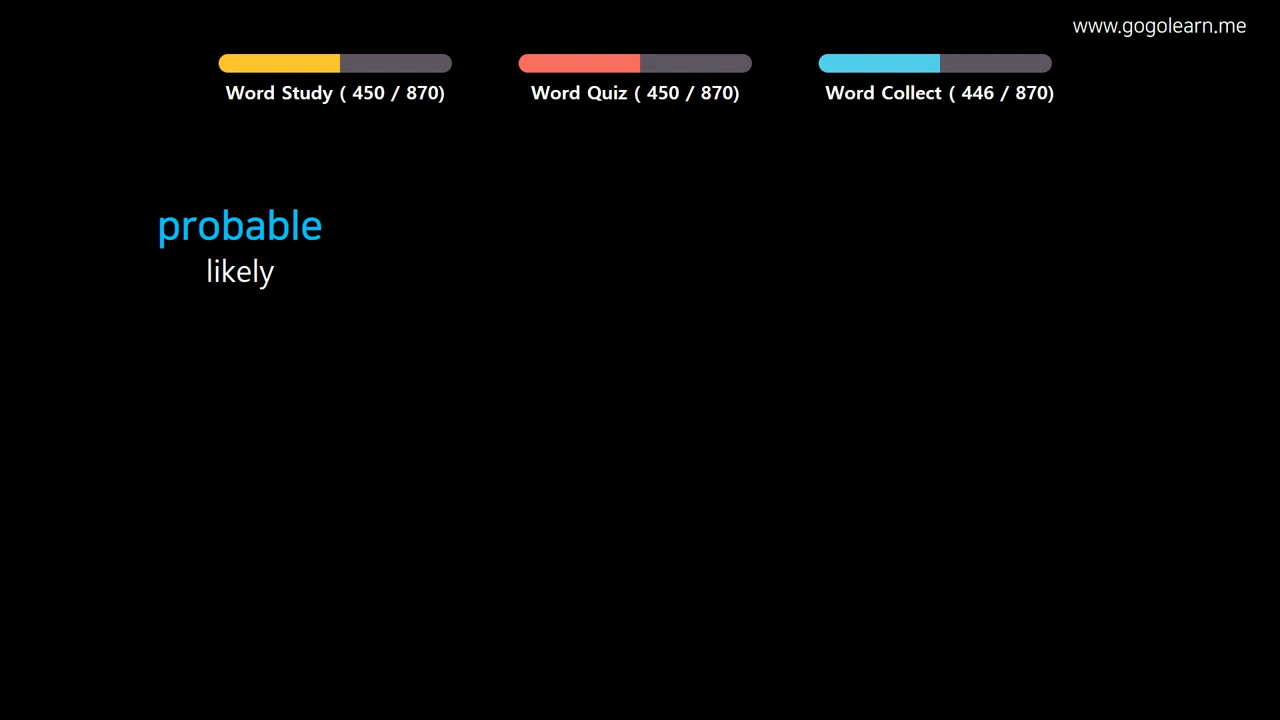 www.gogolearn.me
Word Study ( 450 / 870)
Word Quiz ( 450 / 870)
Word Collect ( 446 / 870)
probable
likely